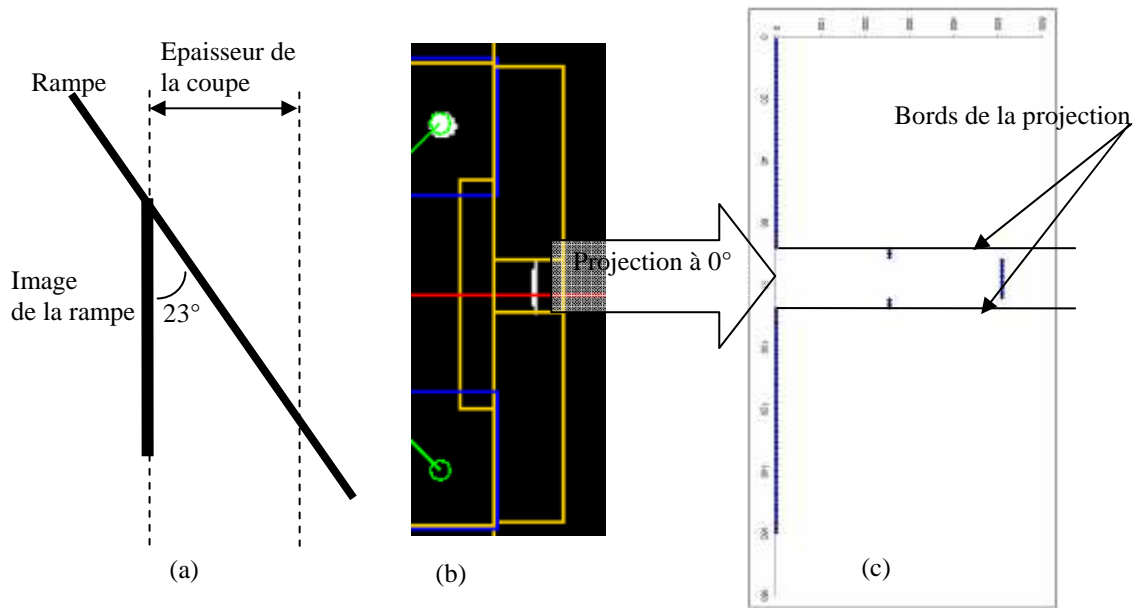 Rampe
Epaisseur de
la coupe
Image
de la rampe
23°
(a)
(b)
Projection à 0°
Bords de la projection
(c)